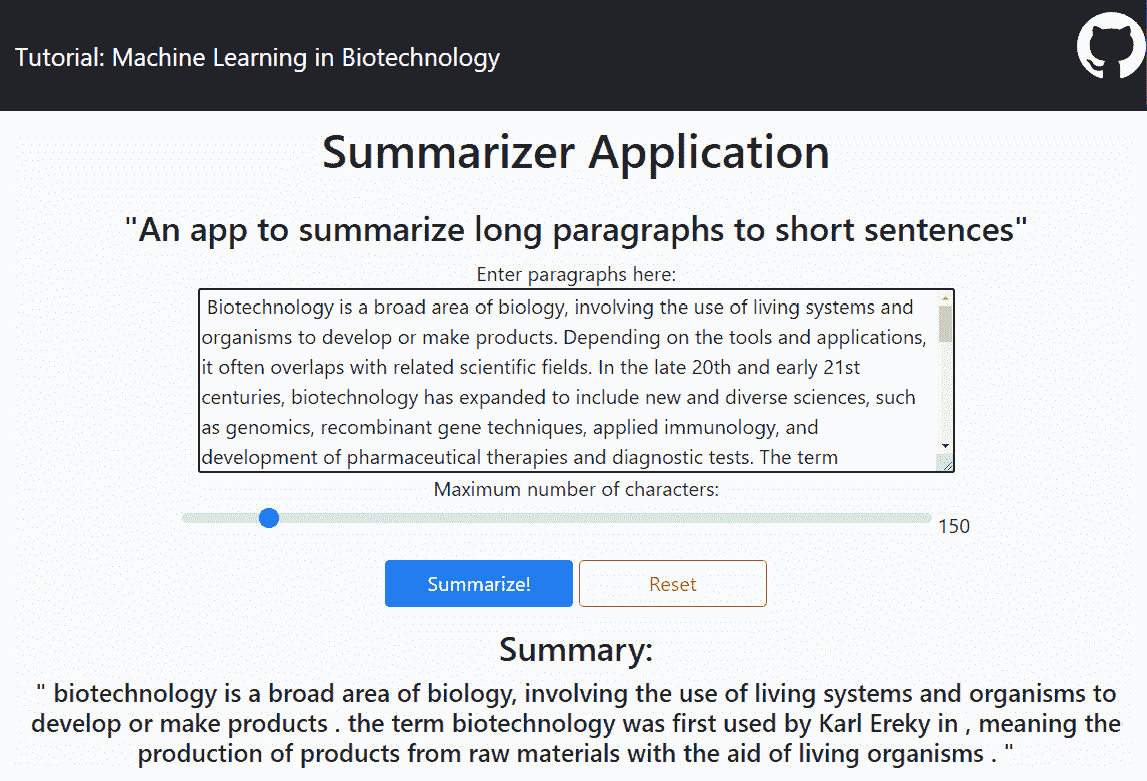 Tutorial: Machine Learning in Biotechnology
Summarizer Application
"An app to summarize long paragraphs to short sentences"
Enter paragraphs here:
Biotechnology is a broad area of biology, involving the use of living systems and
organisms to develop or make products. Depending on the tools and applications,
it often overlaps with related scientific fields. In the late 20th and early 21st
centuries, biotechnology has expanded to include new and diverse sciences, such
as genomics, recombinant gene techniques, applied immunology, and
development of pharmaceutical therapies and diagnostic tests. The term
Maximum number of characters:
150
Summarize!
Reset
Summary:
" biotechnology is a broad area of biology, involving the use of living systems and organisms to
develop or make products . the term biotechnology was first used by Karl Ereky in , meaning the
production of products from raw materials with the aid of living organisms . "